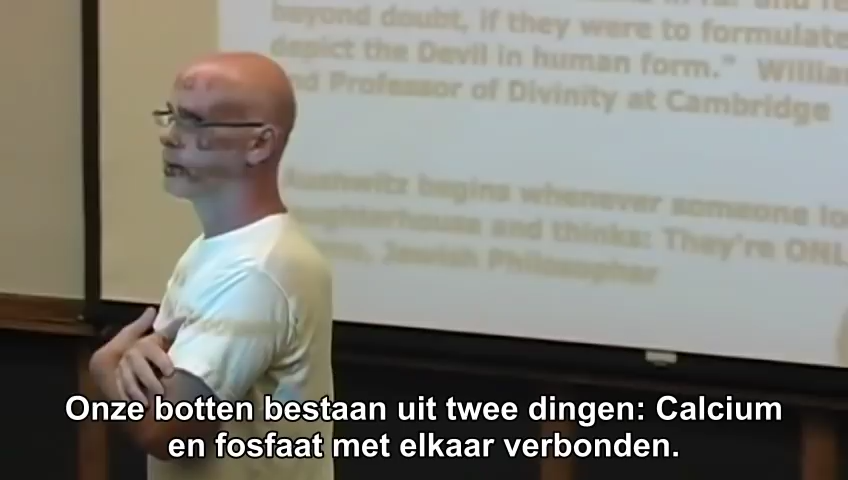 beyond doubt, if they were to formulate
depict the Devil in human form." William
nd Professor of Divinity at Cambridge
Auschwitz begins whenever someone lo
aughterhouse and thinks: They're ONL
Jewish Philosopher
Onze botten bestaan uit twee dingen: Calcium
en fosfaat met elkaar verbonden.